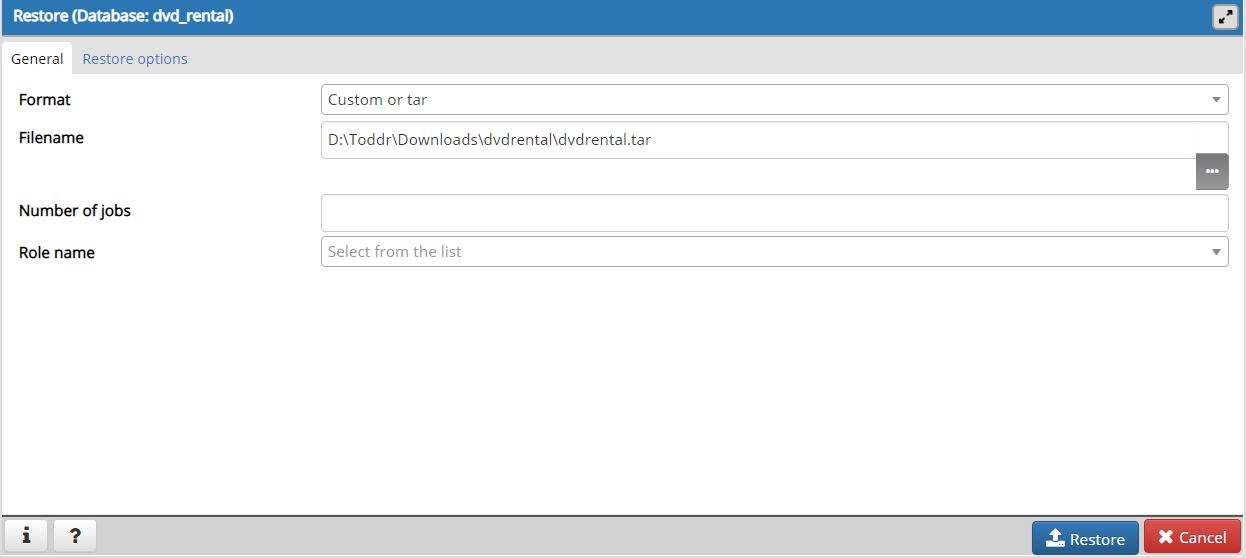 Restore (Database: dvd_rental)
General Restore options
Format Custom or tar
Filename D:\Toddr\Downloads\dvdrental\dvdrental.tar
Number of jobs
Role name Select from the list
i ? Restore Cancel